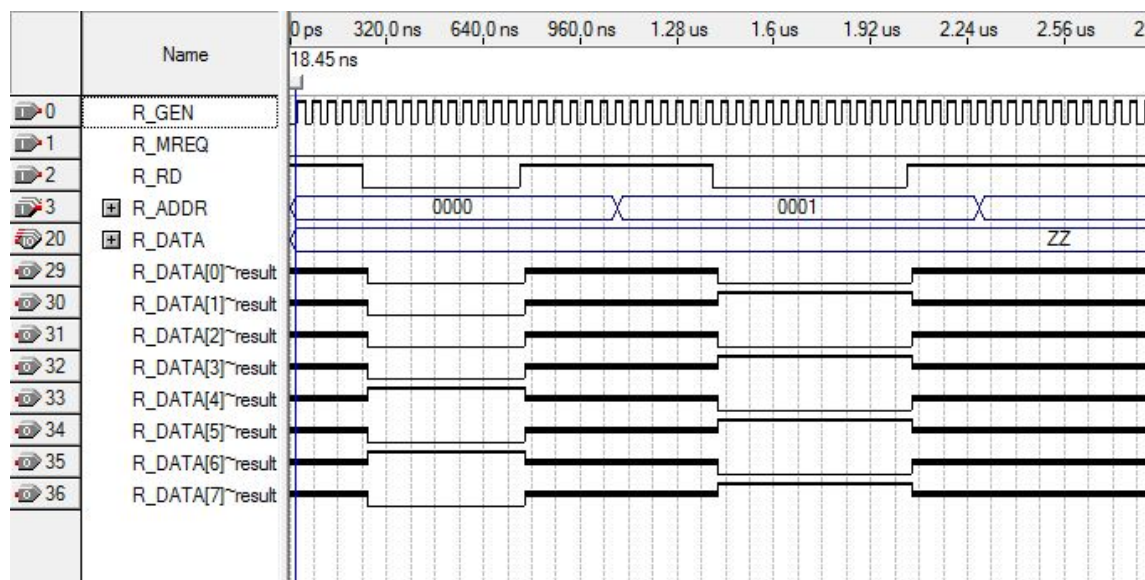 Name
0 ps 320.0 ns 640.0 ns 960.0 ns 1.28 us 1.6 us 1.92 us 2.24 us 2.56 us 2
18.45 ns
0 R_GEN
1 R_MREQ
2 R_RD
3 R_ADDR 0000 0001
20 R_DATA ZZ
29 R_DATA[0]~result
30 R_DATA[1]~result
31 R_DATA[2]~result
32 R_DATA[3]~result
33 R_DATA[4]~result
34 R_DATA[5]~result
35 R_DATA[6]~result
36 R_DATA[7]~result